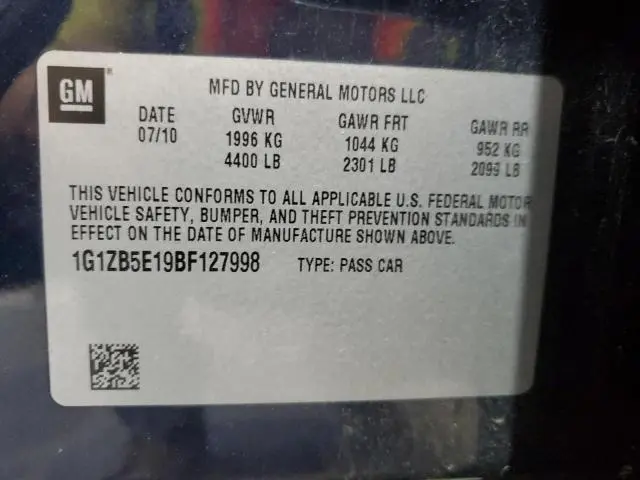 GM
MFD BY GENERAL MOTORS LLC
DATE GVWR GAWR FRT GAWR RR
07/10 1996 KG 1044 KG 952 KG
4400 LB 2301 LB 2099 LB
THIS VEHICLE CONFORMS TO ALL APPLICABLE U.S. FEDERAL MOTOR
VEHICLE SAFETY, BUMPER, AND THEFT PREVENTION STANDARDS IN
EFFECT ON THE DATE OF MANUFACTURE SHOWN ABOVE.
1G1ZB5E19BF127998 TYPE: PASS CAR